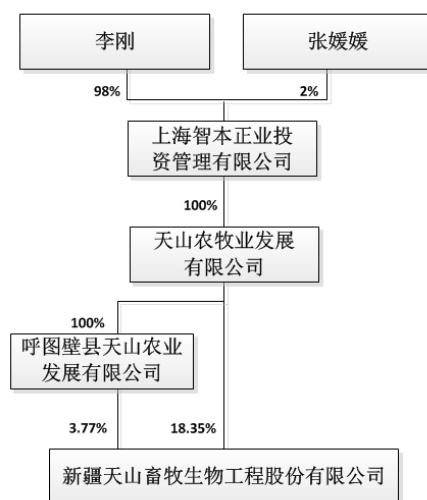 李刚
张媛媛
98%
2%
上海智本正业投
资管理有限公司
100%
天山农牧业发展
有限公司
100%
呼图壁县天山农业
发展有限公司
3.77%
18.35%
新疆天山畜牧生物工程股份有限公司